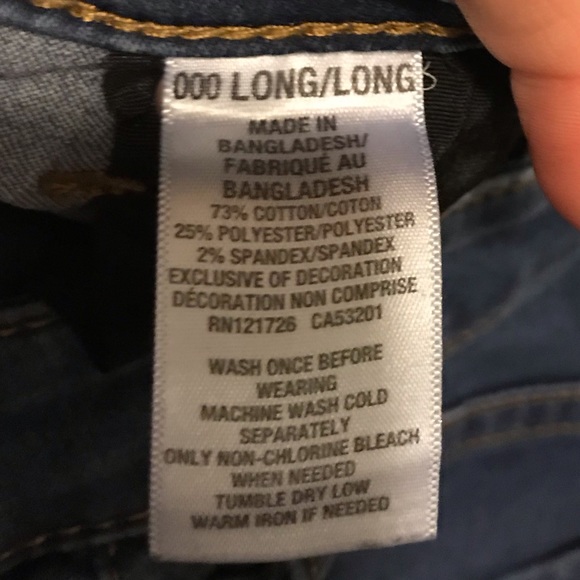 000 LONG/LONG
MADE IN
BANGLADESH/
FABRIQUÉ AU
BANGLADESH
73% COTTON/COTON
25% POLYESTER/POLYESTER
2% SPANDEX/SPANDEX
EXCLUSIVE OF DECORATION
DÉCORATION NON COMPRISE
RN121726 CA53201
WASH ONCE BEFORE
WEARING
MACHINE WASH COLD
SEPARATELY
ONLY NON-CHLORINE BLEACH
WHEN NEEDED
TUMBLE DRY LOW
WARM IRON IF NEEDED